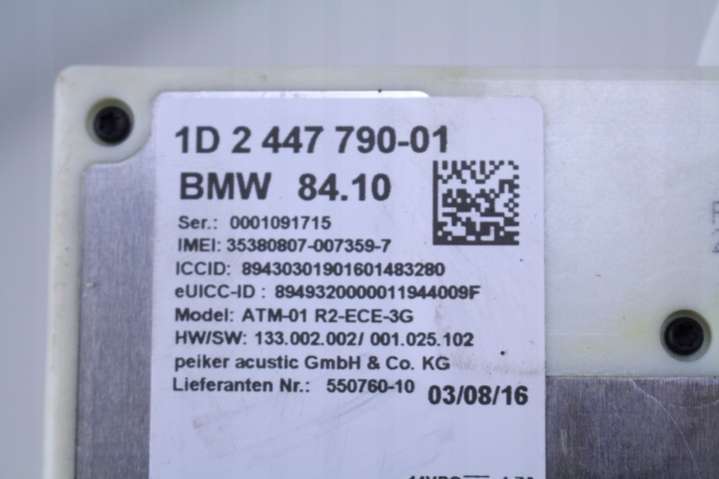 1D 2 447 790-01
BMW 84.10
Ser.: 0001091715
IMEI: 35380807-007359-7
ICCID: 89430301901601483280
eUICC-ID : 8949320000011944009F
Model: ATM-01 R2-ECE-3G
HW/SW: 133.002.002/ 001.025.102
peiker acustic GmbH & Co. KG
Lieferanten Nr.: 550760-10
03/08/16